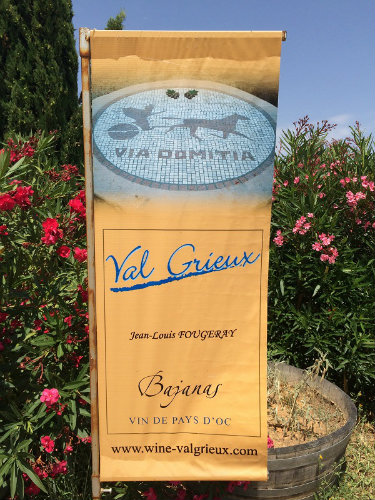 VIA DOMITIA
Val Grieux
Jean-Louis FOUGERAY
Bajanas
VIN DE PAYS D'OC
www.wine-valgrieux.com